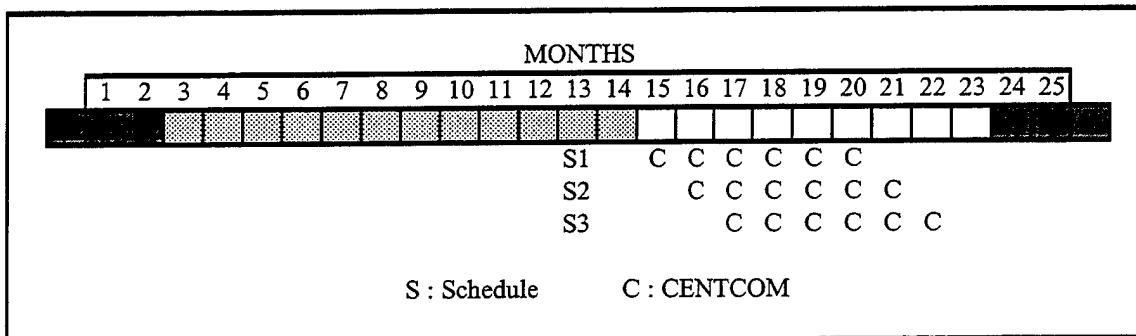 MONTHS
1 2 3 4 5 6 7 8 9 10 11 12 13 14 15 16 17 18 19 20 21 22 23 24 25
S1 C C C C C C
S2 C C C C C C
S3 C C C C C C
S : Schedule C : CENTCOM